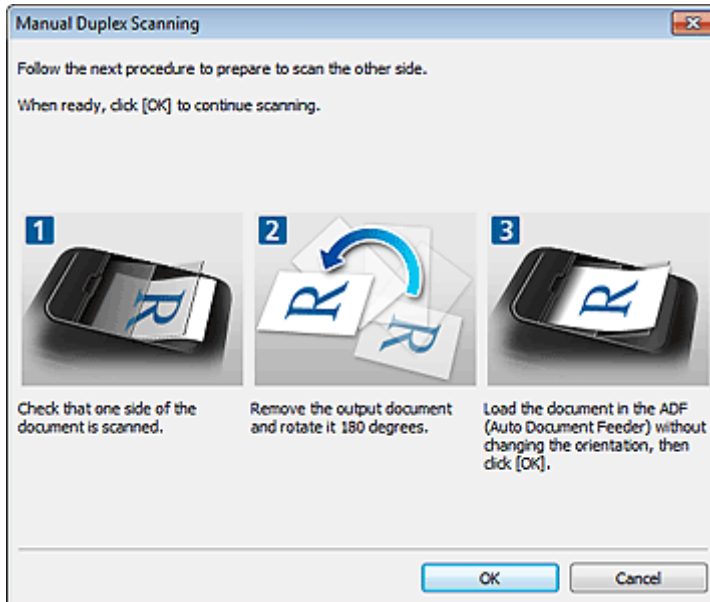 Manual Duplex Scanning
Follow the next procedure to prepare to scan the other side.
When ready, click [OK] to continue scanning.
1
2
3
R
R
R
R
Check that one side of the
document is scanned.
Remove the output document
and rotate it 180 degrees.
Load the document in the ADF
(Auto Document Feeder) without
changing the orientation, then
click [OK].
OK
Cancel